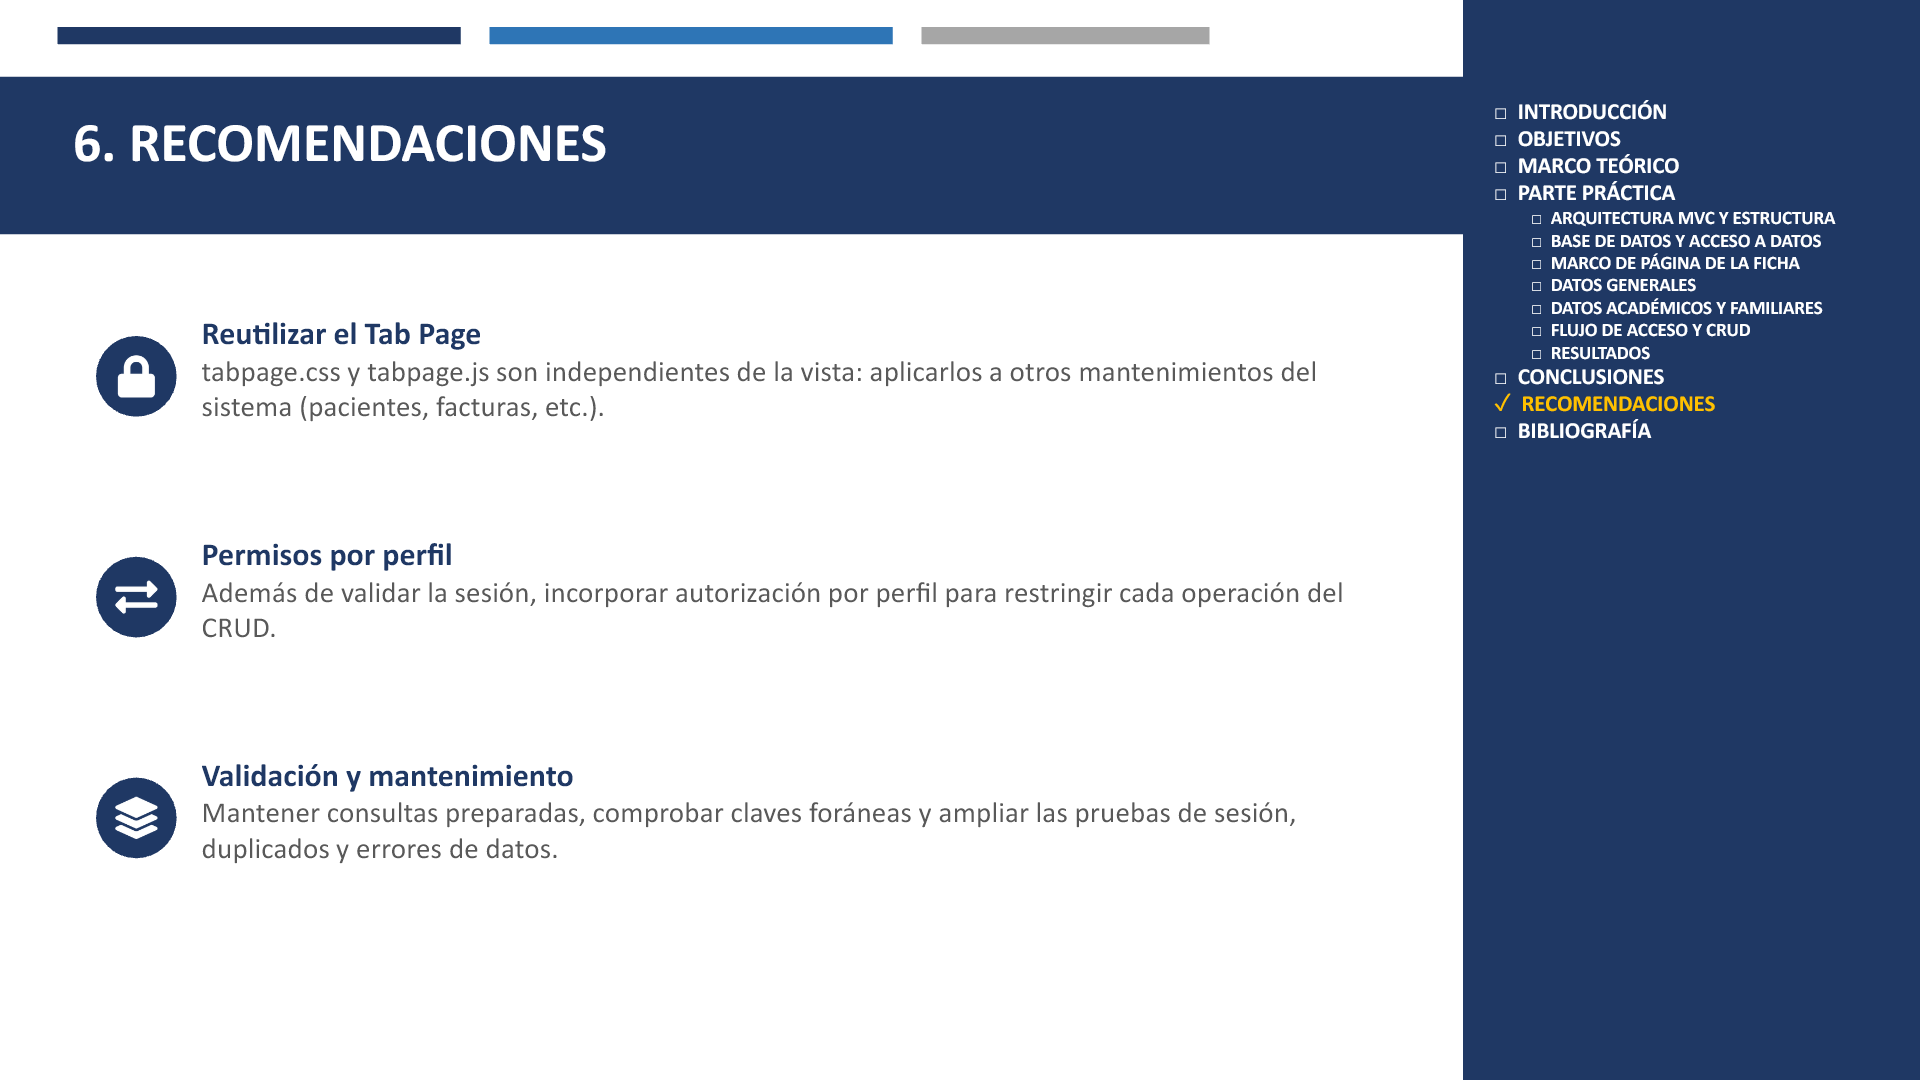 6. RECOMENDACIONES
Reutilizar el Tab Page
tabpage.css y tabpage.js son independientes de la vista: aplicarlos a otros mantenimientos del
sistema (pacientes, facturas, etc.).
Permisos por perfil
Además de validar la sesión, incorporar autorización por perfil para restringir cada operación del
CRUD.
Validación y mantenimiento
Mantener consultas preparadas, comprobar claves foráneas y ampliar las pruebas de sesión,
duplicados y errores de datos.
□ INTRODUCCIÓN
□ OBJETIVOS
□ MARCO TEÓRICO
□ PARTE PRÁCTICA
□ ARQUITECTURA MVC Y ESTRUCTURA
□ BASE DE DATOS Y ACCESO A DATOS
□ MARCO DE PÁGINA DE LA FICHA
□ DATOS GENERALES
□ DATOS ACADÉMICOS Y FAMILIARES
□ FLUJO DE ACCESO Y CRUD
□ RESULTADOS
□ CONCLUSIONES
✓ RECOMENDACIONES
□ BIBLIOGRAFÍA